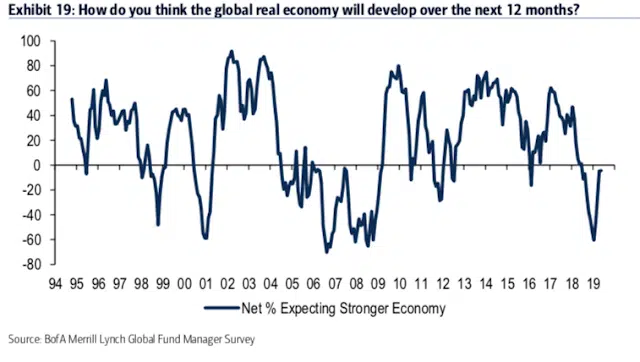 Exhibit 19: How do you think the global real economy will develop over the next 12 months?
100
80
60
40
20
0
-20
-40
-60
-80
94 95 96 97 98 99 00 01 02 03 04 05 06 07 08 09 10 11 12 13 14 15 16 17 18 19
Net % Expecting Stronger Economy
Source: BofA Merrill Lynch Global Fund Manager Survey